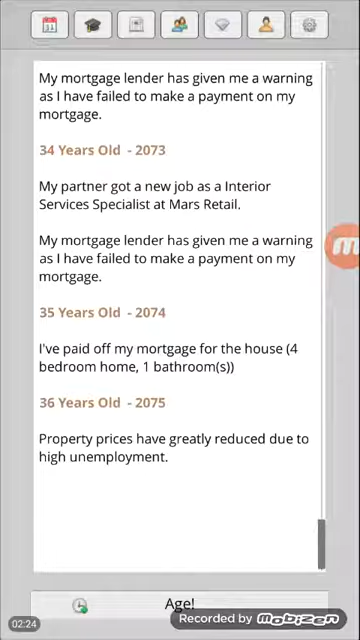 31
My mortgage lender has given me a warning
as I have failed to make a payment on my
mortgage.
34 Years Old - 2073
My partner got a new job as a Interior
Services Specialist at Mars Retail.
My mortgage lender has given me a warning
as I have failed to make a payment on my
mortgage.
35 Years Old - 2074
I've paid off my mortgage for the house (4
bedroom home, 1 bathroom(s))
36 Years Old - 2075
Property prices have greatly reduced due to
high unemployment.
Age!
02:24
Recorded by mobizen